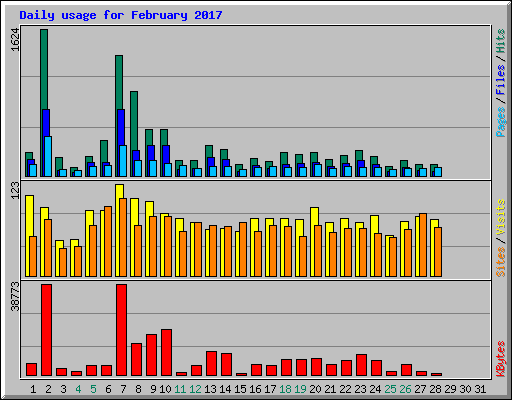 Daily usage for February 2017
1624
Pages / Files / Hits
123
Sites / Visits
38773
KBytes
1 2 3 4 5 6 7 8 9 10 11 12 13 14 15 16 17 18 19 20 21 22 23 24 25 26 27 28 29 30 31